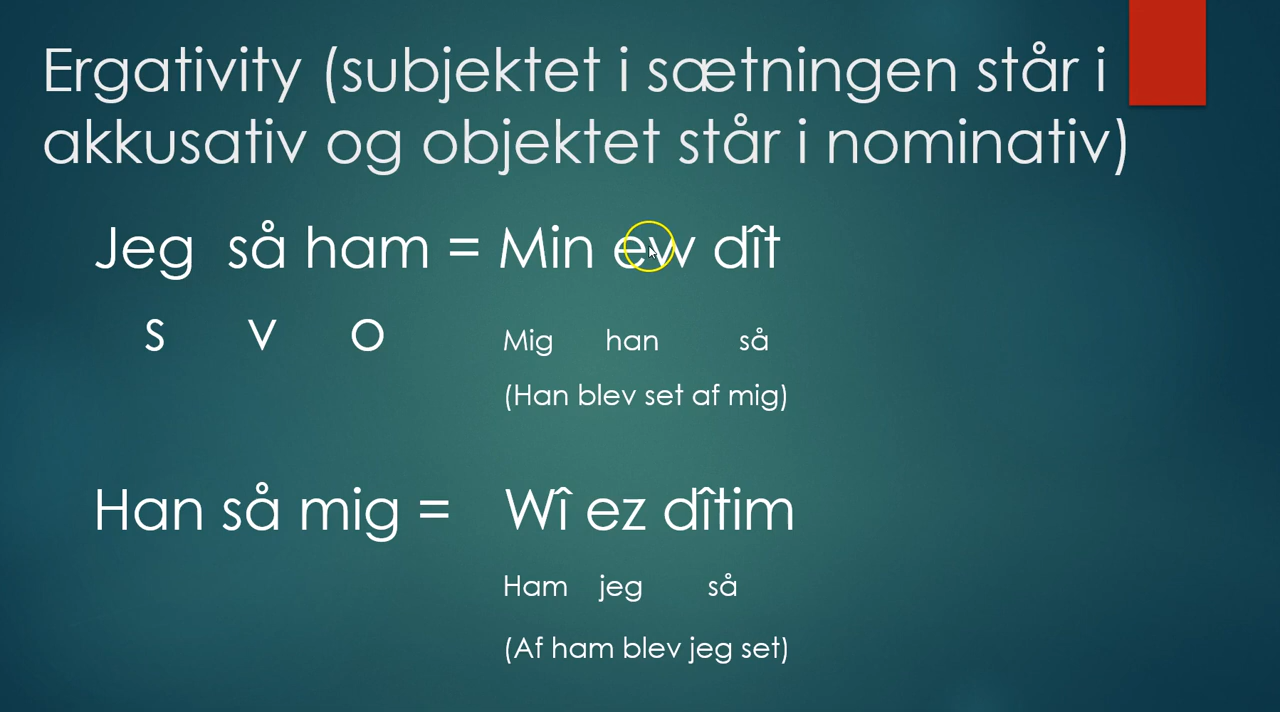 Ergativity (subjektet i sætningen står i
akkusativ og objektet står i nominativ)
Jeg så ham = Min ew dît
s v o Mig han så
(Han blev set af mig)
Han så mig = Wî ez dîtim
Ham jeg så
(Af ham blev jeg set)